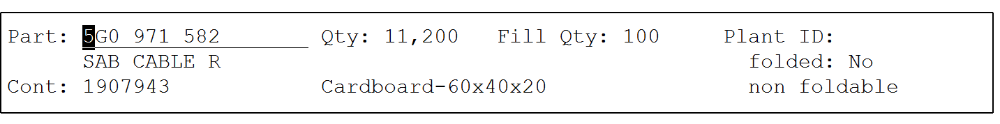 Part: 5G0 971 582 Qty: 11,200 Fill Qty: 100 Plant ID:
SAB CABLE R folded: No
Cont: 1907943 Cardboard-60x40x20 non foldable